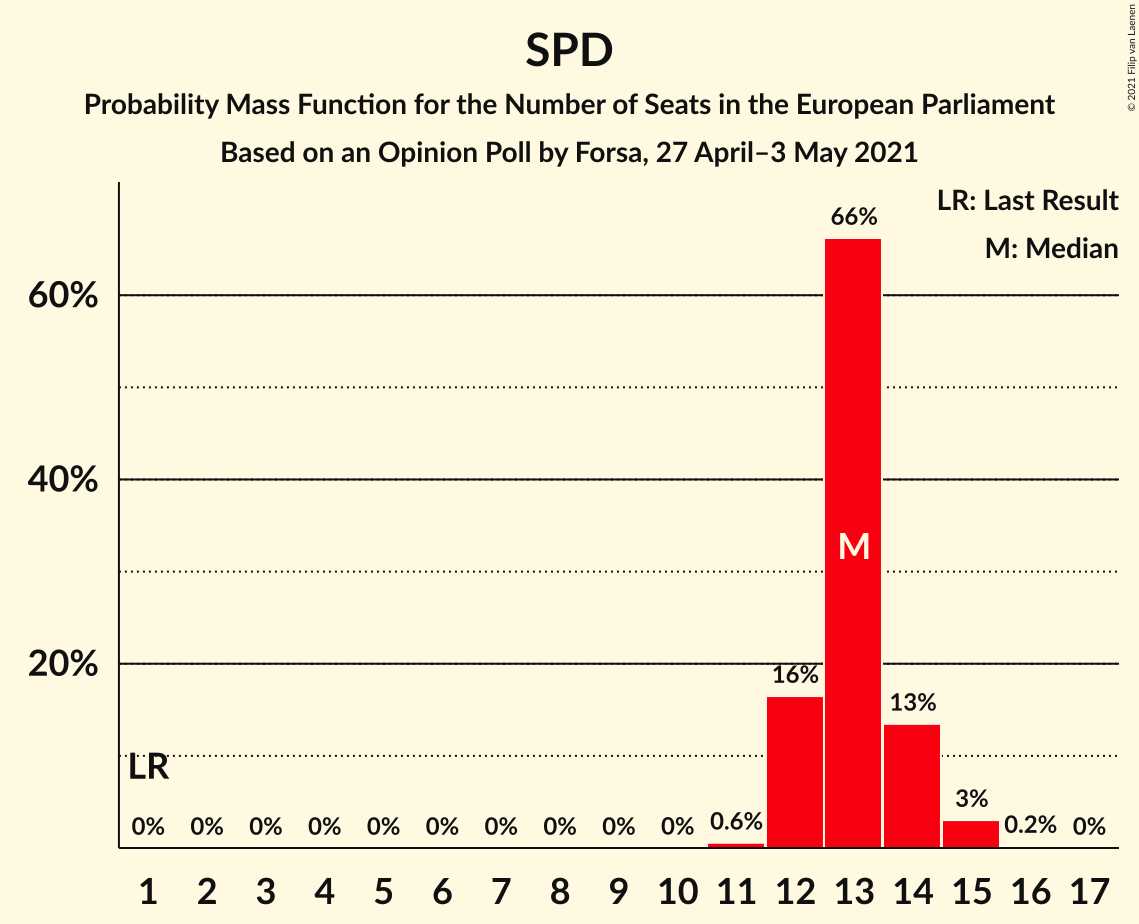 SPD
Probability Mass Function for the Number of Seats in the European Parliament
Based on an Opinion Poll by Forsa, 27 April–3 May 2021
© 2021 Filip van Laenen
LR: Last Result
M: Median
66%
60%
40%
M
20%
16%
13%
LR
3%
0% 0% 0% 0% 0% 0% 0% 0% 0% 0% 0.6% 0.2% 0%
1 2 3 4 5 6 7 8 9 10 11 12 13 14 15 16 17